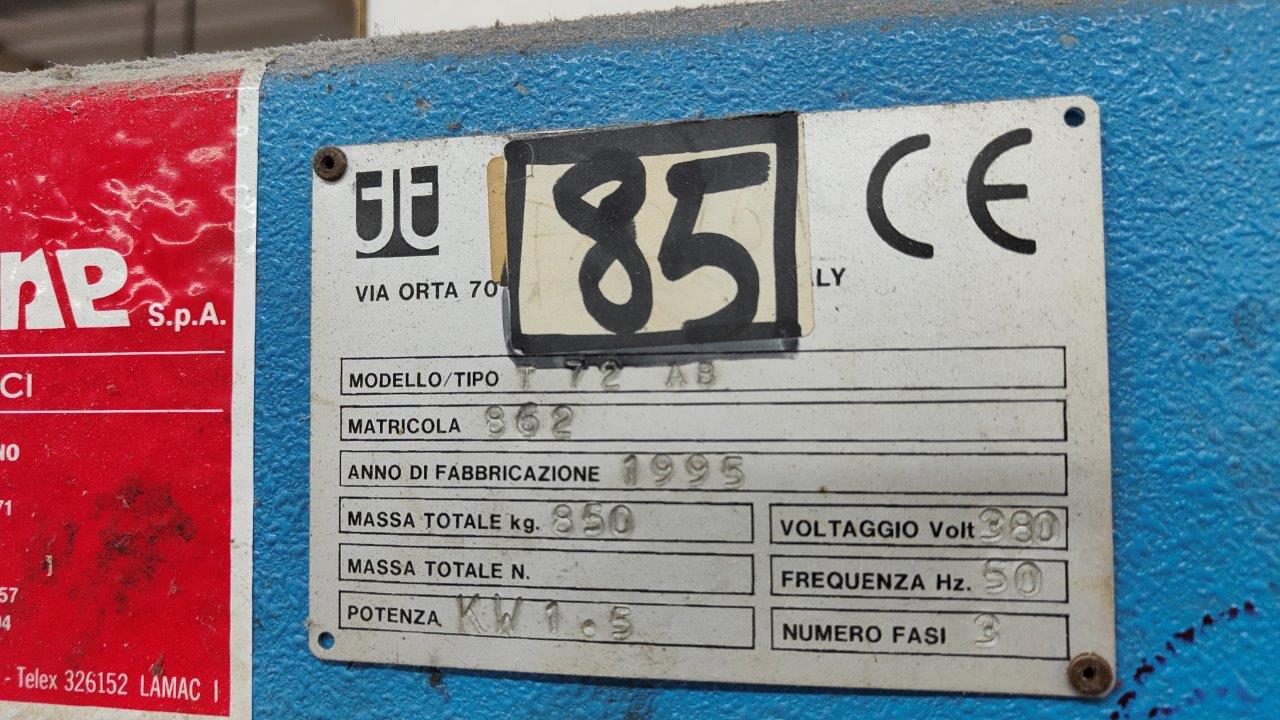 ne
S.p.A.
CI
NO
71
57
04
- Telex 326152 LAMAC I
85
CE
VIA ORTA 70
LY
MODELLO/TIPO T 72 AB
MATRICOLA 862
ANNO DI FABBRICAZIONE 1995
MASSA TOTALE kg. 850
VOLTAGGIO Volt 380
MASSA TOTALE N.
FREQUENZA Hz. 50
POTENZA KW 1.5
NUMERO FASI 3